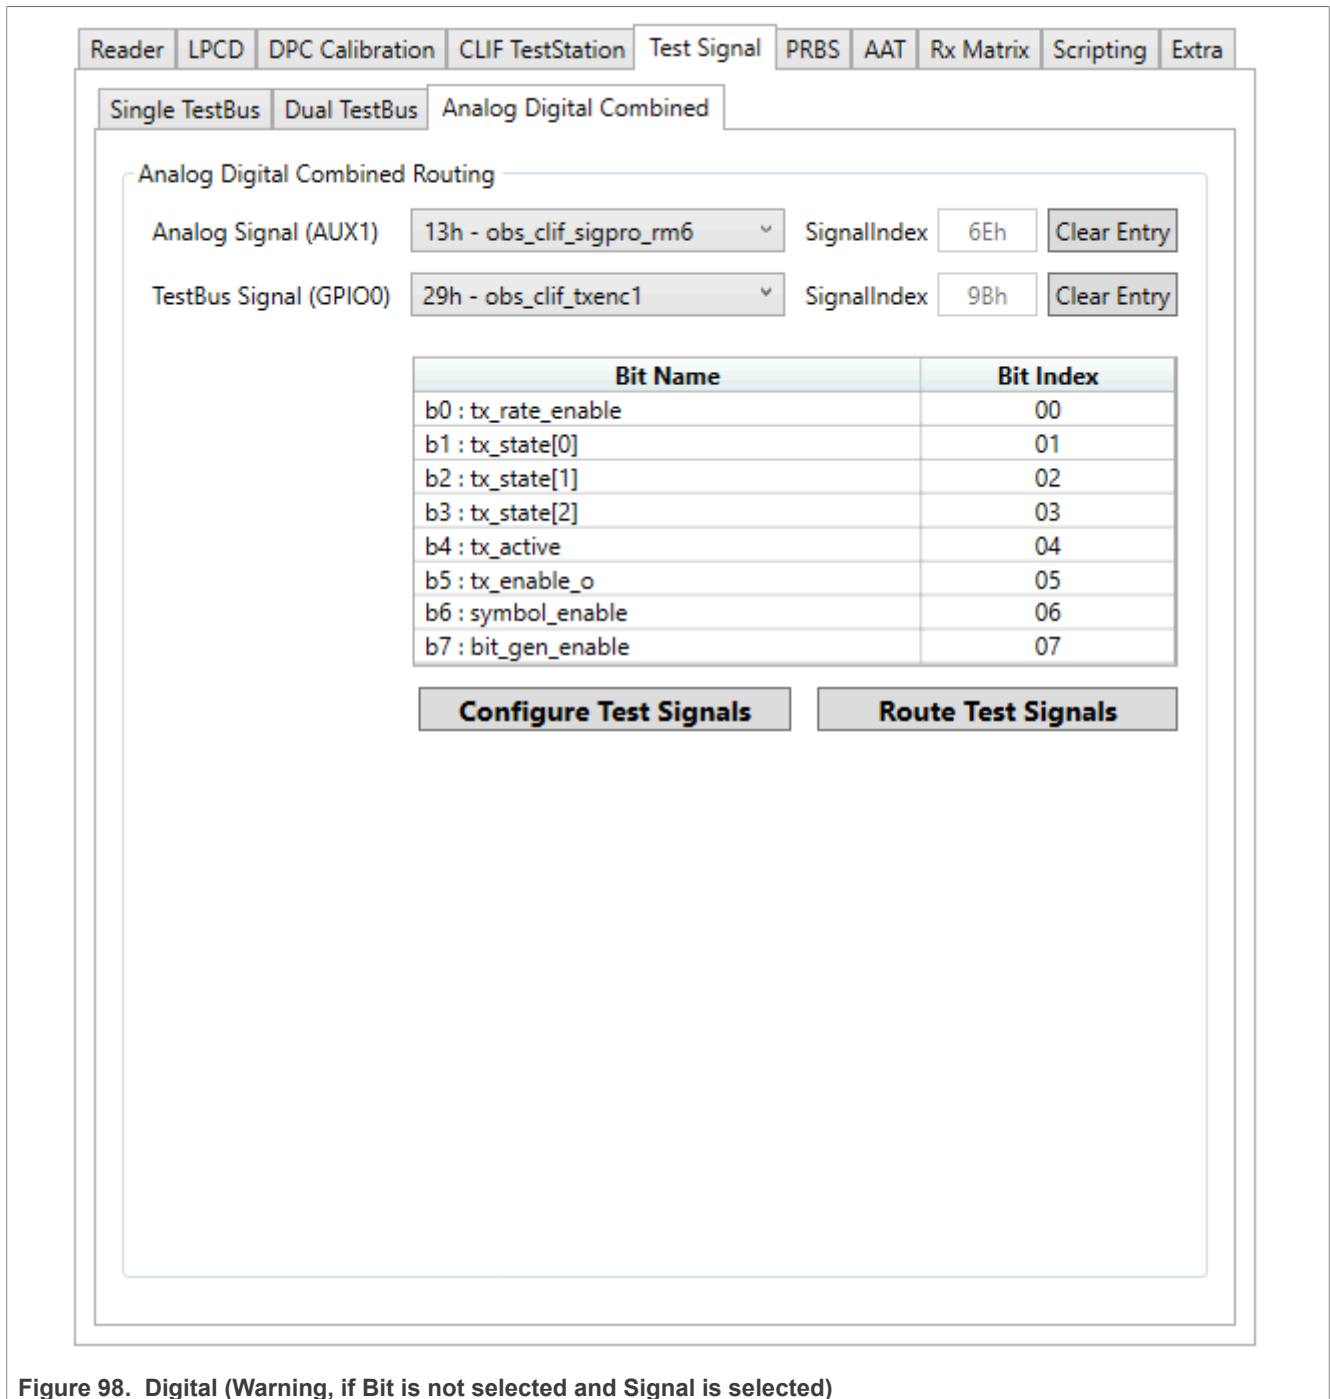 Reader LPCD DPC Calibration CLIF TestStation Test Signal PRBS AAT Rx Matrix Scripting Extra
Single TestBus Dual TestBus Analog Digital Combined
Analog Digital Combined Routing
Analog Signal (AUX1) 13h - obs_clif_sigpro_rm6 SignalIndex 6Eh Clear Entry
TestBus Signal (GPIO0) 29h - obs_clif_txenc1 SignalIndex 9Bh Clear Entry
Bit Name Bit Index
b0 : tx_rate_enable 00
b1 : tx_state[0] 01
b2 : tx_state[1] 02
b3 : tx_state[2] 03
b4 : tx_active 04
b5 : tx_enable_o 05
b6 : symbol_enable 06
b7 : bit_gen_enable 07
Configure Test Signals Route Test Signals
Figure 98. Digital (Warning, if Bit is not selected and Signal is selected)